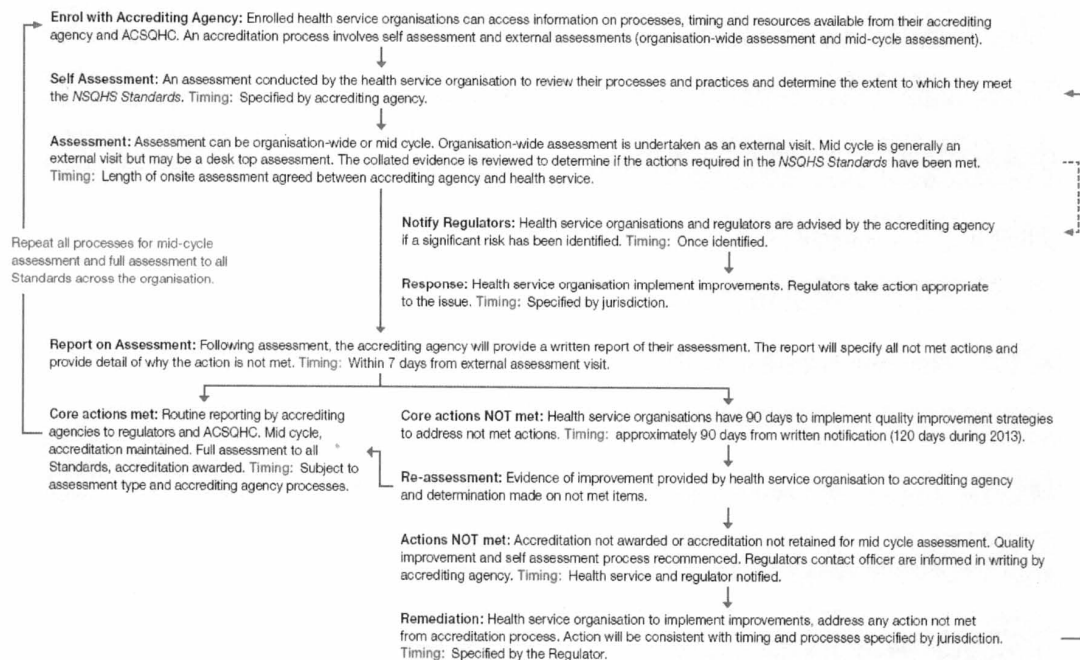 Enrol with Accrediting Agency: Enrolled health service organisations can access information on processes, timing and resources available from their accrediting
agency and ACSQHC. An accreditation process involves self assessment and external assessments (organisation-wide assessment and mid-cycle assessment).
Self Assessment: An assessment conducted by the health service organisation to review their processes and practices and determine the extent to which they meet
the NSQHS Standards. Timing: Specified by accrediting agency.
Assessment: Assessment can be organisation-wide or mid cycle. Organisation-wide assessment is undertaken as an external visit. Mid cycle is generally an
external visit but may be a desk top assessment. The collated evidence is reviewed to determine if the actions required in the NSQHS Standards have been met.
Timing: Length of onsite assessment agreed between accrediting agency and health service.
Notify Regulators: Health service organisations and regulators are advised by the accrediting agency
if a significant risk has been identified. Timing: Once identified.
Repeat all processes for mid-cycle
assessment and full assessment to all
Standards across the organisation.
Response: Health service organisation implement improvements. Regulators take action appropriate
to the issue. Timing: Specified by jurisdiction.
Report on Assessment: Following assessment, the accrediting agency will provide a written report of their assessment. The report will specify all not met actions and
provide detail of why the action is not met. Timing: Within 7 days from external assessment visit.
Core actions met: Routine reporting by accrediting
agencies to regulators and ACSQHC. Mid cycle,
accreditation maintained. Full assessment to all
Standards, accreditation awarded. Timing: Subject to
assessment type and accrediting agency processes.
Core actions NOT met: Health service organisations have 90 days to implement quality improvement strategies
to address not met actions. Timing: approximately 90 days from written notification (120 days during 2013).
Re-assessment: Evidence of improvement provided by health service organisation to accrediting agency
and determination made on not met items.
Actions NOT met: Accreditation not awarded or accreditation not retained for mid cycle assessment. Quality
improvement and self assessment process recommenced. Regulators contact officer are informed in writing by
accrediting agency. Timing: Health service and regulator notified.
Remediation: Health service organisation to implement improvements, address any action not met
from accreditation process. Action will be consistent with timing and processes specified by jurisdiction.
Timing: Specified by the Regulator.